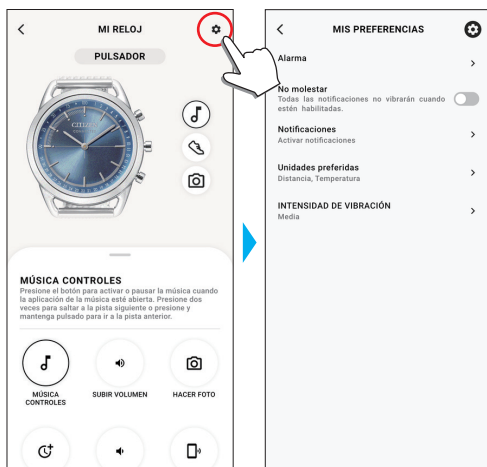 MI RELOJ
PULSADOR
CITIZEN
MÚSICA CONTROLES
Presione el botón para activar o pausar
la música cuando
la aplicación de la música esté abierta. Presione dos
veces para saltar a la pista siguiente o presione y
mantenga pulsado para ir a la pista anterior.
MÚSICA
CONTROLES
SUBIR VOLUMEN
HACER FOTO
MIS PREFERENCIAS
Alarma
No molestar
Todas las notificaciones no vibrarán cuando
estén habilitadas.
Notificaciones
Activar notificaciones
Unidades preferidas
Distancia, Temperatura
INTENSIDAD DE VIBRACIÓN
Media